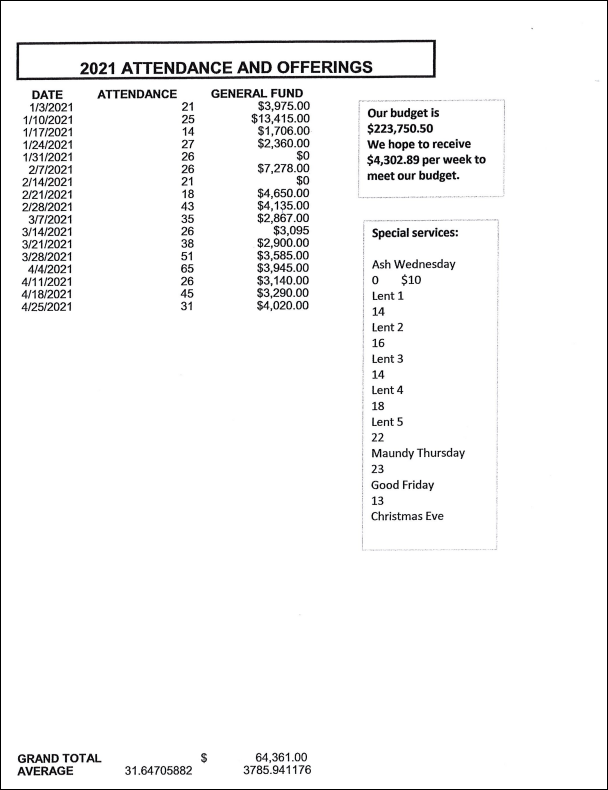 2021 ATTENDANCE AND OFFERINGS
DATE ATTENDANCE GENERAL FUND
1/3/2021 21 $3,975.00
1/10/2021 25 $13,415.00
1/17/2021 14 $1,706.00
1/24/2021 27 $2,360.00
1/31/2021 26 $0
2/7/2021 26 $7,278.00
2/14/2021 21 $0
2/21/2021 18 $4,650.00
2/28/2021 43 $4,135.00
3/7/2021 35 $2,867.00
3/14/2021 26 $3,095
3/21/2021 38 $2,900.00
3/28/2021 51 $3,585.00
4/4/2021 65 $3,945.00
4/11/2021 26 $3,140.00
4/18/2021 45 $3,290.00
4/25/2021 31 $4,020.00
Our budget is
$223,750.50
We hope to receive
$4,302.89 per week to
meet our budget.
Special services:
Ash Wednesday
0 $10
Lent 1
14
Lent 2
16
Lent 3
14
Lent 4
18
Lent 5
22
Maundy Thursday
23
Good Friday
13
Christmas Eve
GRAND TOTAL $ 64,361.00
AVERAGE 31.64705882 3785.941176